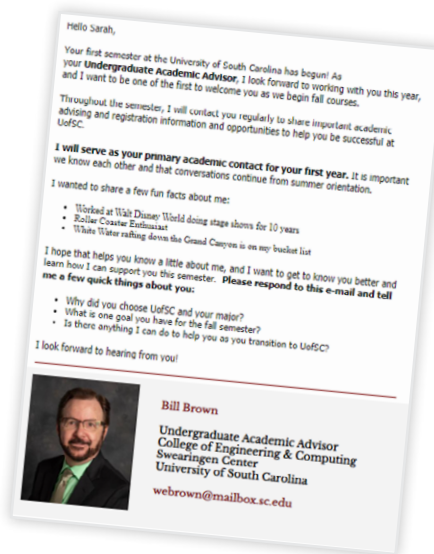 Hello Sarah,
Your first semester at the University of South Carolina has begun! As
your Undergraduate Academic Advisor, I look forward to working with you this year,
and I want to be one of the first to welcome you as we begin fall courses.
Throughout the semester, I will contact you regularly to share important academic
advising and registration information and opportunities to help you be successful at
UofSC.
I will serve as your primary academic contact for your first year. It is important
we know each other and that conversations continue from summer orientation.
I wanted to share a few fun facts about me:
• Worked at Walt Disney World doing stage shows for 10 years
• Roller Coaster Enthusiast
• White Water rafting down the Grand Canyon is on my bucket list
I hope that helps you know a little about me, and I want to get to know you better and
learn how I can support you this semester. Please respond to this e-mail and tell
me a few quick things about you:
• Why did you choose UofSC and your major?
• What is one goal you have for the fall semester?
• Is there anything I can do to help you as you transition to UofSC?
I look forward to hearing from you!
Bill Brown
Undergraduate Academic Advisor
College of Engineering & Computing
Swearingen Center
University of South Carolina
webrown@mailbox.sc.edu